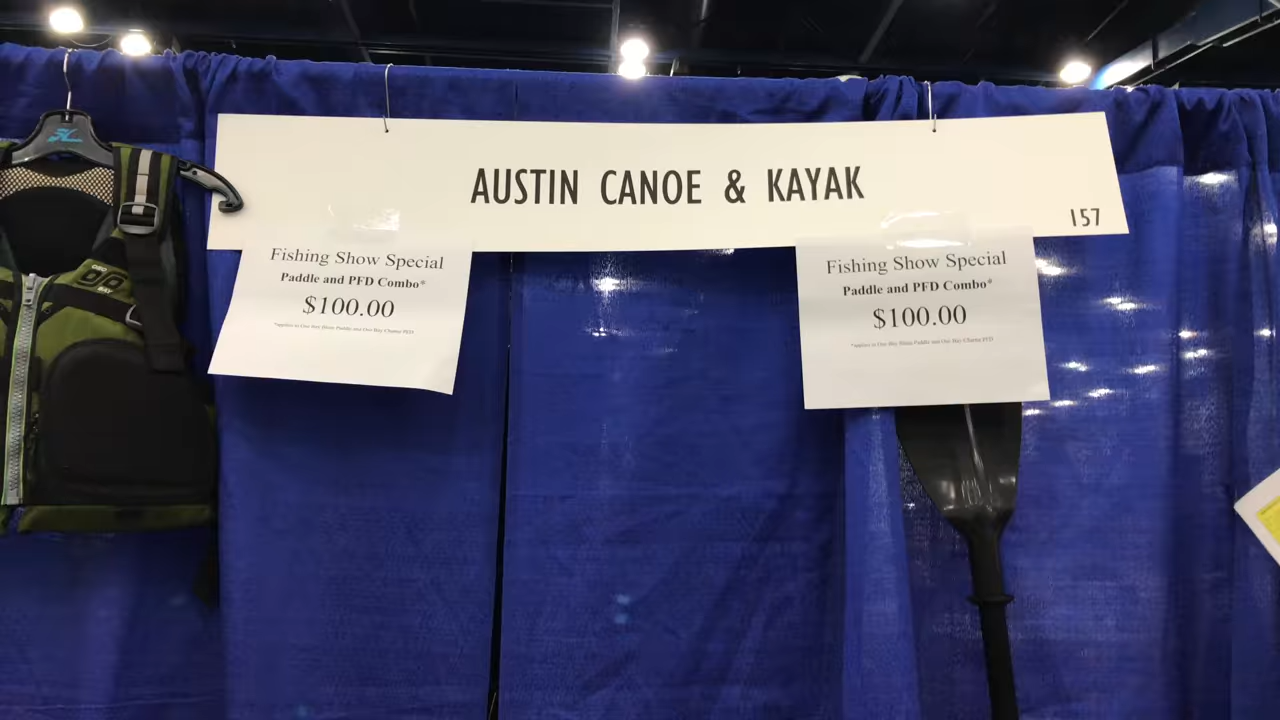 AUSTIN CANOE & KAYAK
157
Fishing Show Special
Paddle and PFD Combo*
$100.00
Fishing Show Special
Paddle and PFD Combo*
$100.00